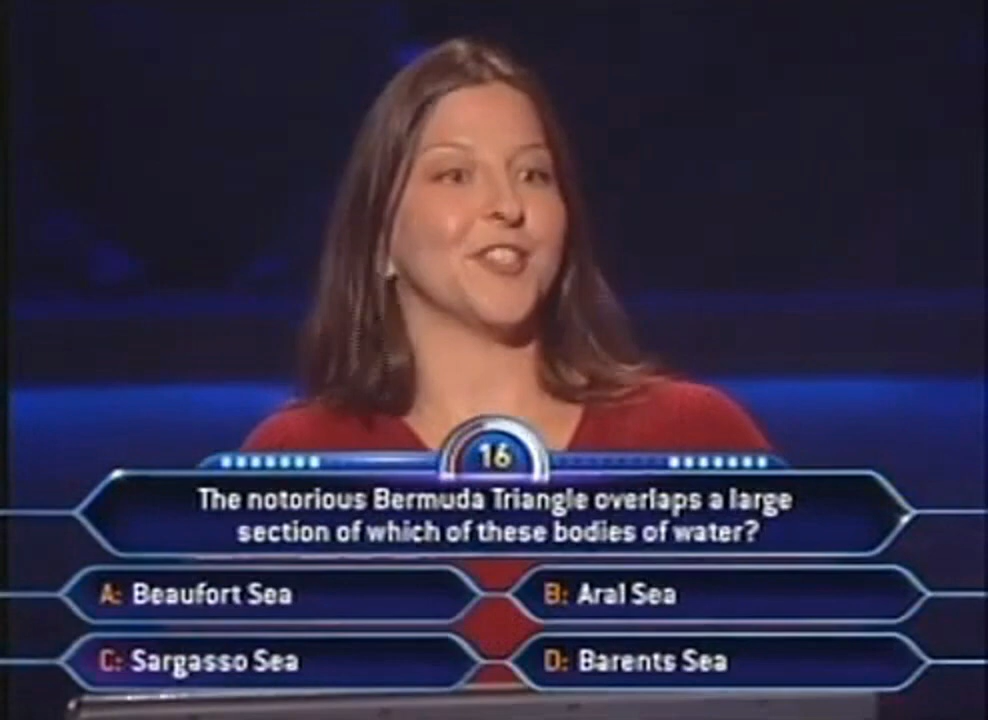 16
The notorious Bermuda Triangle overlaps a large
section of which of these bodies of water?
A: Beaufort Sea
B: Aral Sea
C: Sargasso Sea
D: Barents Sea